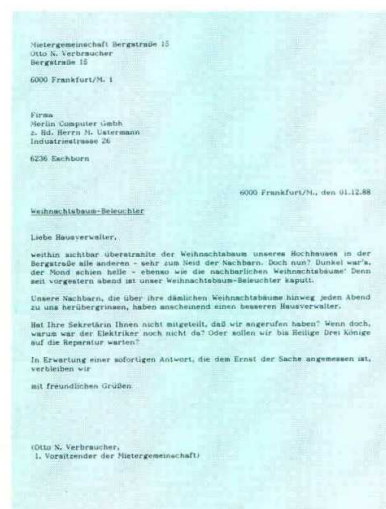 Mietergemeinschaft Bergstraße 15
Otto N. Verbraucher
Bergstraße 15
6000 Frankfurt/M. 1
Firma
Merlin Computer Gmbh
z. Hd. Herrn M. Ustermann
Industriestrasse 26
6236 Eschborn
6000 Frankfurt/M., den 01.12.88
Weihnachtsbaum-Beleuchter
Liebe Hausverwalter,
weithin sichtbar überstrahlte der Weihnachtsbaum unseres Hochhauses in der
Bergstraße alle anderen - sehr zum Neid der Nachbarn. Doch nun? Dunkel war's,
der Mond schien helle - ebenso wie die nachbarlichen Weihnachtsbäume! Denn
seit vorgestern abend ist unser Weihnachtsbaum-Beleuchter kaputt.
Unsere Nachbarn, die über ihre dämlichen Weihnachtsbäume hinweg jeden Abend
zu uns herübergrinsen, haben anscheinend einen besseren Hausverwalter.
Hat Ihre Sekretärin Ihnen nicht mitgeteilt, daß wir angerufen haben? Wenn doch,
warum war der Elektriker noch nicht da? Oder sollen wir bis Heilige Drei Könige
auf die Reparatur warten?
In Erwartung einer sofortigen Antwort, die dem Ernst der Sache angemessen ist,
verbleiben wir
mit freundlichen Grüßen
(Otto N. Verbraucher,
1. Vorsitzender der Mietergemeinschaft)